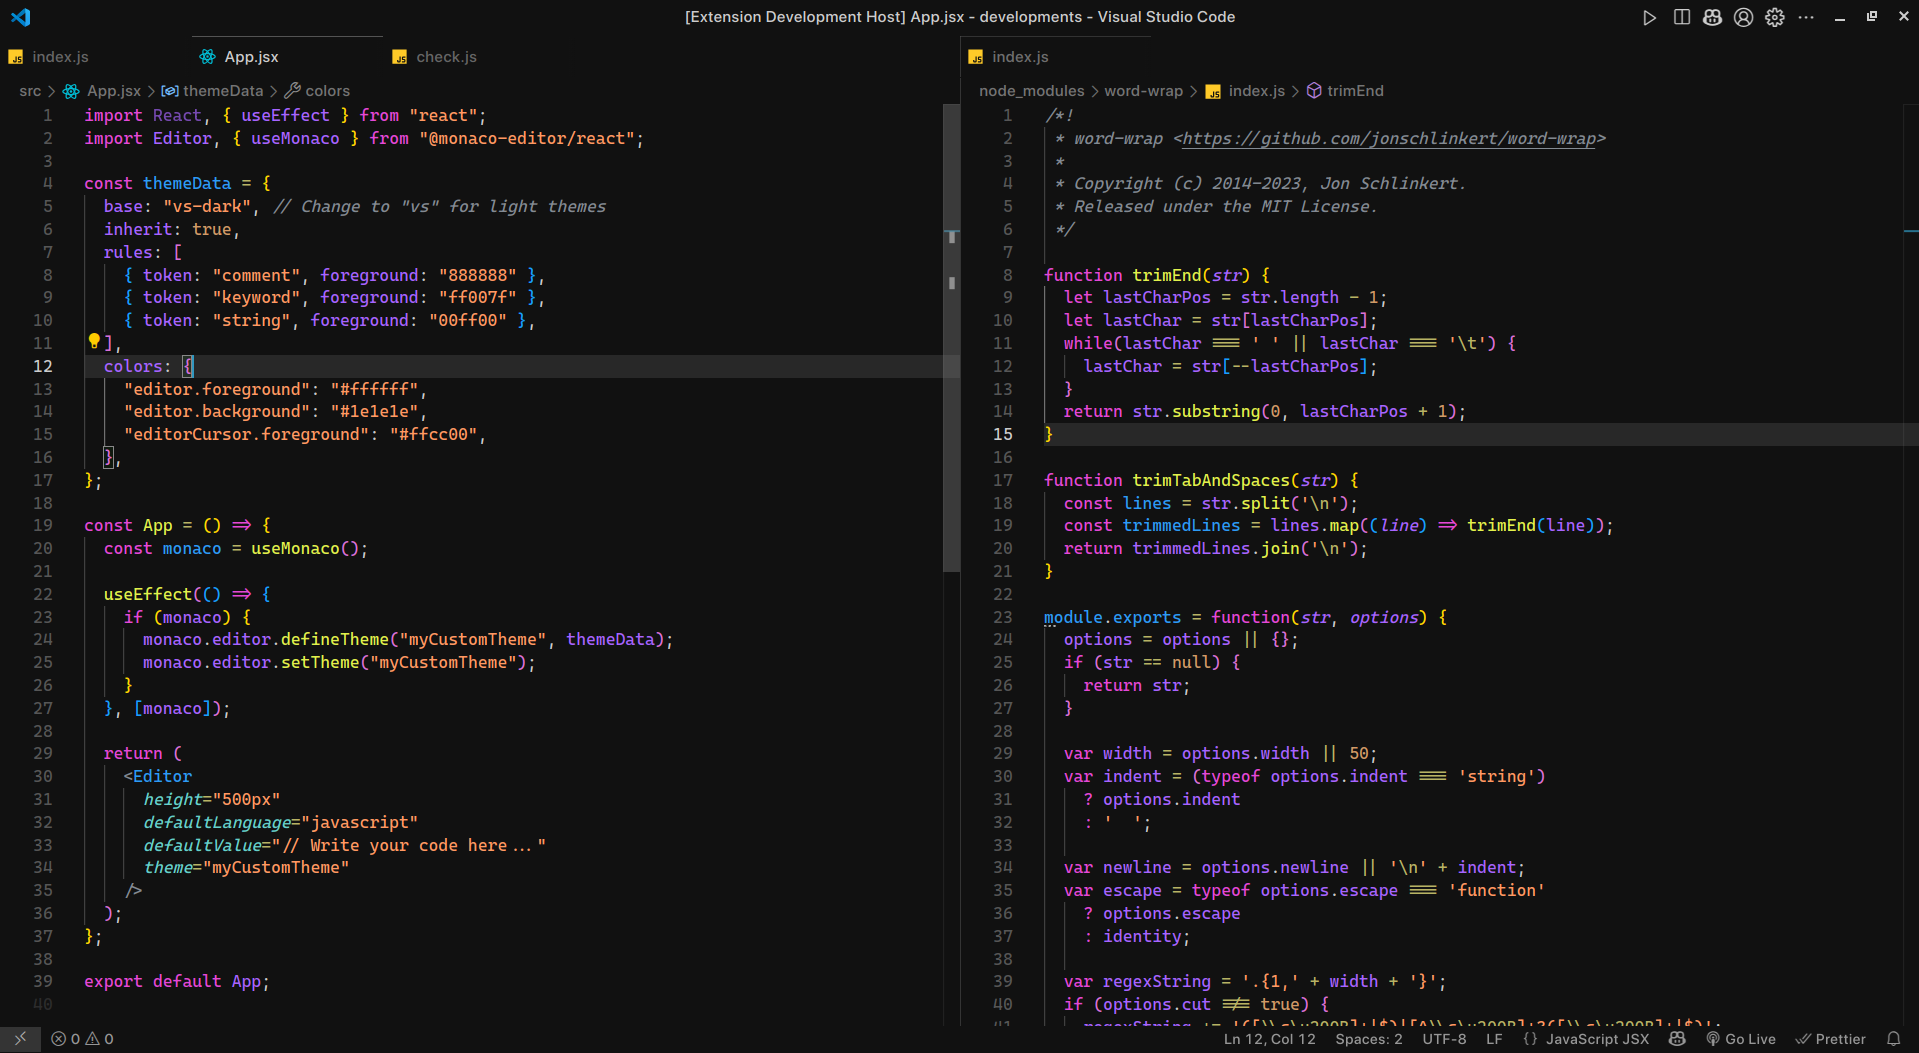 [Extension Development Host] App.jsx - developments - Visual Studio Code
index.js
App.jsx
check.js
src > App.jsx > themeData > colors
1 import React, { useEffect } from "react";
2 import Editor, { useMonaco } from "@monaco-editor/react";
3
4 const themeData = {
5 base: "vs-dark", // Change to "vs" for light themes
6 inherit: true,
7 rules: [
8 { token: "comment", foreground: "888888" },
9 { token: "keyword", foreground: "ff007f" },
10 { token: "string", foreground: "00ff00" },
11 ],
12 colors: {
13 "editor.foreground": "#ffffff",
14 "editor.background": "#1e1e1e",
15 "editorCursor.foreground": "#ffcc00",
16 },
17 };
18
19 const App = () => {
20 const monaco = useMonaco();
21
22 useEffect(() => {
23 if (monaco) {
24 monaco.editor.defineTheme("myCustomTheme", themeData);
25 monaco.editor.setTheme("myCustomTheme");
26 }
27 }, [monaco]);
28
29 return (
30 <Editor
31 height="500px"
32 defaultLanguage="javascript"
33 defaultValue="// Write your code here..."
34 theme="myCustomTheme"
35 />
36 );
37 };
38
39 export default App;
40
index.js
node_modules > word-wrap > index.js > trimEnd
1 /*!
2 * word-wrap <https://github.com/jonschlinkert/word-wrap>
3 *
4 * Copyright (c) 2014-2023, Jon Schlinkert.
5 * Released under the MIT License.
6 */
7
8 function trimEnd(str) {
9 let lastCharPos = str.length - 1;
10 let lastChar = str[lastCharPos];
11 while(lastChar === ' ' || lastChar === '\t') {
12 lastChar = str[--lastCharPos];
13 }
14 return str.substring(0, lastCharPos + 1);
15 }
16
17 function trimTabAndSpaces(str) {
18 const lines = str.split('\n');
19 const trimmedLines = lines.map((line) => trimEnd(line));
20 return trimmedLines.join('\n');
21 }
22
23 module.exports = function(str, options) {
24 options = options || {};
25 if (str == null) {
26 return str;
27 }
28
29 var width = options.width || 50;
30 var indent = (typeof options.indent === 'string')
31 ? options.indent
32 : '  ';
33
34 var newline = options.newline || '\n' + indent;
35 var escape = typeof options.escape === 'function'
36 ? options.escape
37 : identity;
38
39 var regexString = '.{1,' + width + '}';
40 if (options.cut !== true) {
0 0
Ln 12, Col 12
Spaces: 2
UTF-8
LF
{} JavaScript JSX
Go Live
Prettier